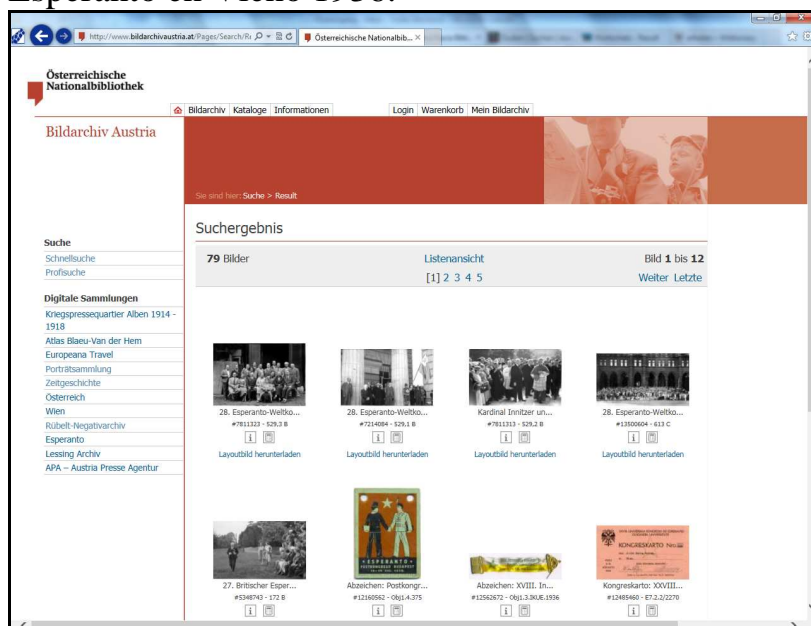 Esperanto en Vieno 1936.
http://www.bildarchivaustria.at/Pages/Search/R
Österreichische Nationalbib...
Österreichische
Nationalbibliothek
Bildarchiv Kataloge Informationen Login Warenkorb Mein Bildarchiv
Bildarchiv Austria
Sie sind hier: Suche > Result
Suchergebnis
Suche
Schnellsuche
Profisuche
79 Bilder Listenansicht Bild 1 bis 12
[1] 2 3 4 5 Weiter Letzte
Digitale Sammlungen
Kriegspressequartier Alben 1914 -
1918
Atlas Blaeu-Van der Hem
Europeana Travel
Porträtsammlung
Zeitgeschichte
Österreich
Wien
Rübelt-Negativarchiv
Esperanto
Lessing Archiv
APA – Austria Presse Agentur
28. Esperanto-Weltko... 28. Esperanto-Weltko... Kardinal Innitzer un... 28. Esperanto-Weltko...
#7811323 - 529,3 B #7214084 - 529,1 B #7811313 - 529,2 B #13500604 - 613 C
Layoutbild herunterladen Layoutbild herunterladen Layoutbild herunterladen Layoutbild herunterladen
ESPERANTO
KONGRESKARTO
27. Britischer Esper... Abzeichen: Postkongr... Abzeichen: XVIII. In... Kongreskarto: XXVIII...
#5348743 - 172 B #12160562 - Obj1.4.375 #12562672 - Obj1.3.IKUE.1936 #12485460 - E7.2.2/2270